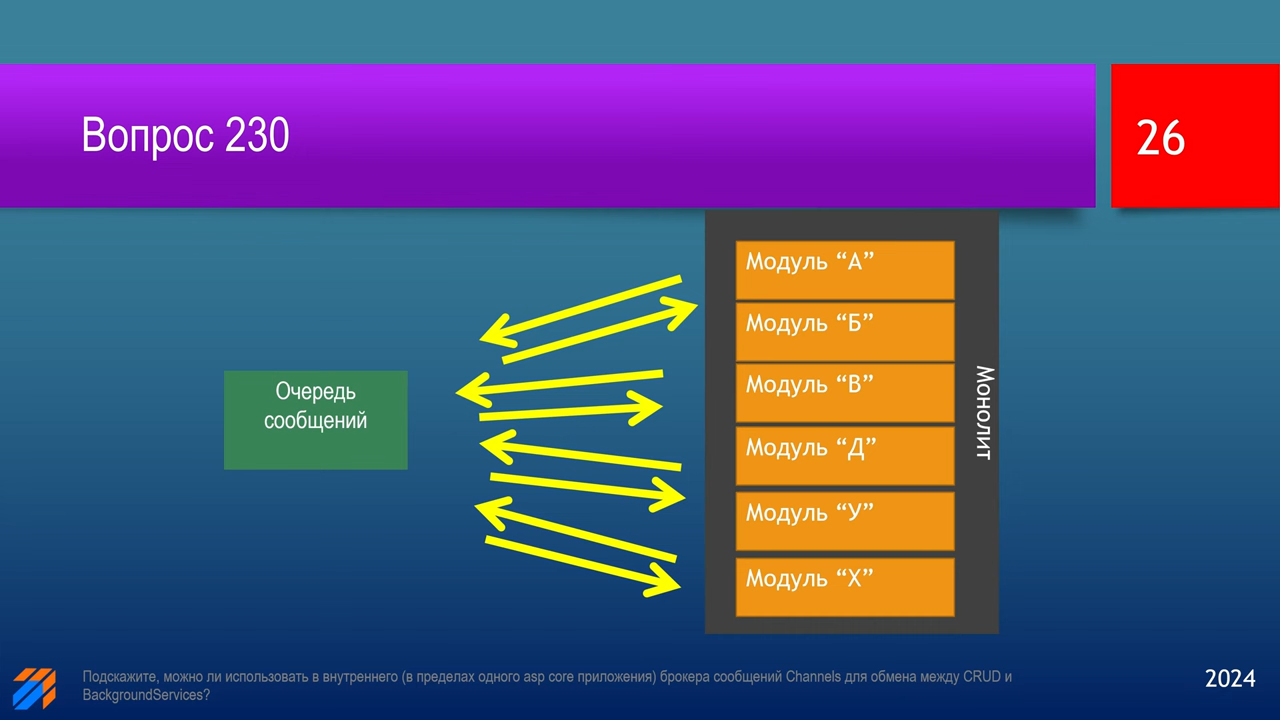 Вопрос 230
26
Очередь
сообщений
Модуль “А”
Модуль “Б”
Модуль “В”
Модуль “Д”
Модуль “У”
Модуль “Х”
Монолит
Подскажите, можно ли использовать в внутреннего (в пределах одного asp core приложения) брокера сообщений Channels для обмена между CRUD и
BackgroundServices?
2024